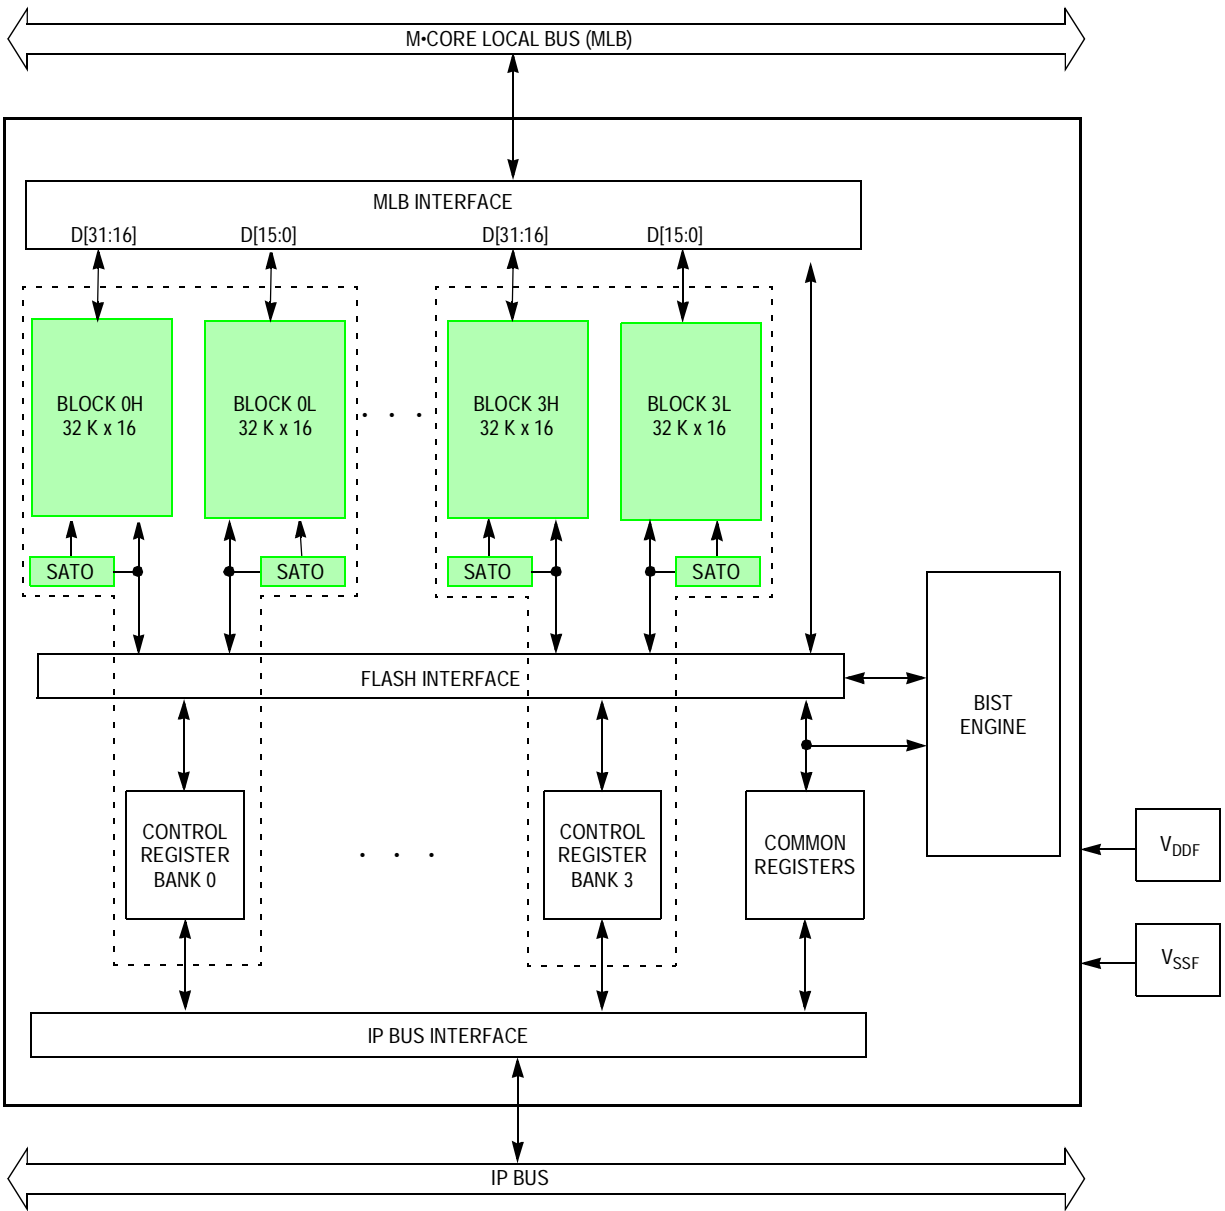 M•CORE LOCAL BUS (MLB)
MLB INTERFACE
D[31:16] D[15:0] D[31:16] D[15:0]
BLOCK 0H
32 K x 16
BLOCK 0L
32 K x 16
. . .
BLOCK 3H
32 K x 16
BLOCK 3L
32 K x 16
SATO SATO SATO SATO
FLASH INTERFACE
BIST
ENGINE
CONTROL
REGISTER
BANK 0
. . .
CONTROL
REGISTER
BANK 3
COMMON
REGISTERS
VDDF
VSSF
IP BUS INTERFACE
IP BUS